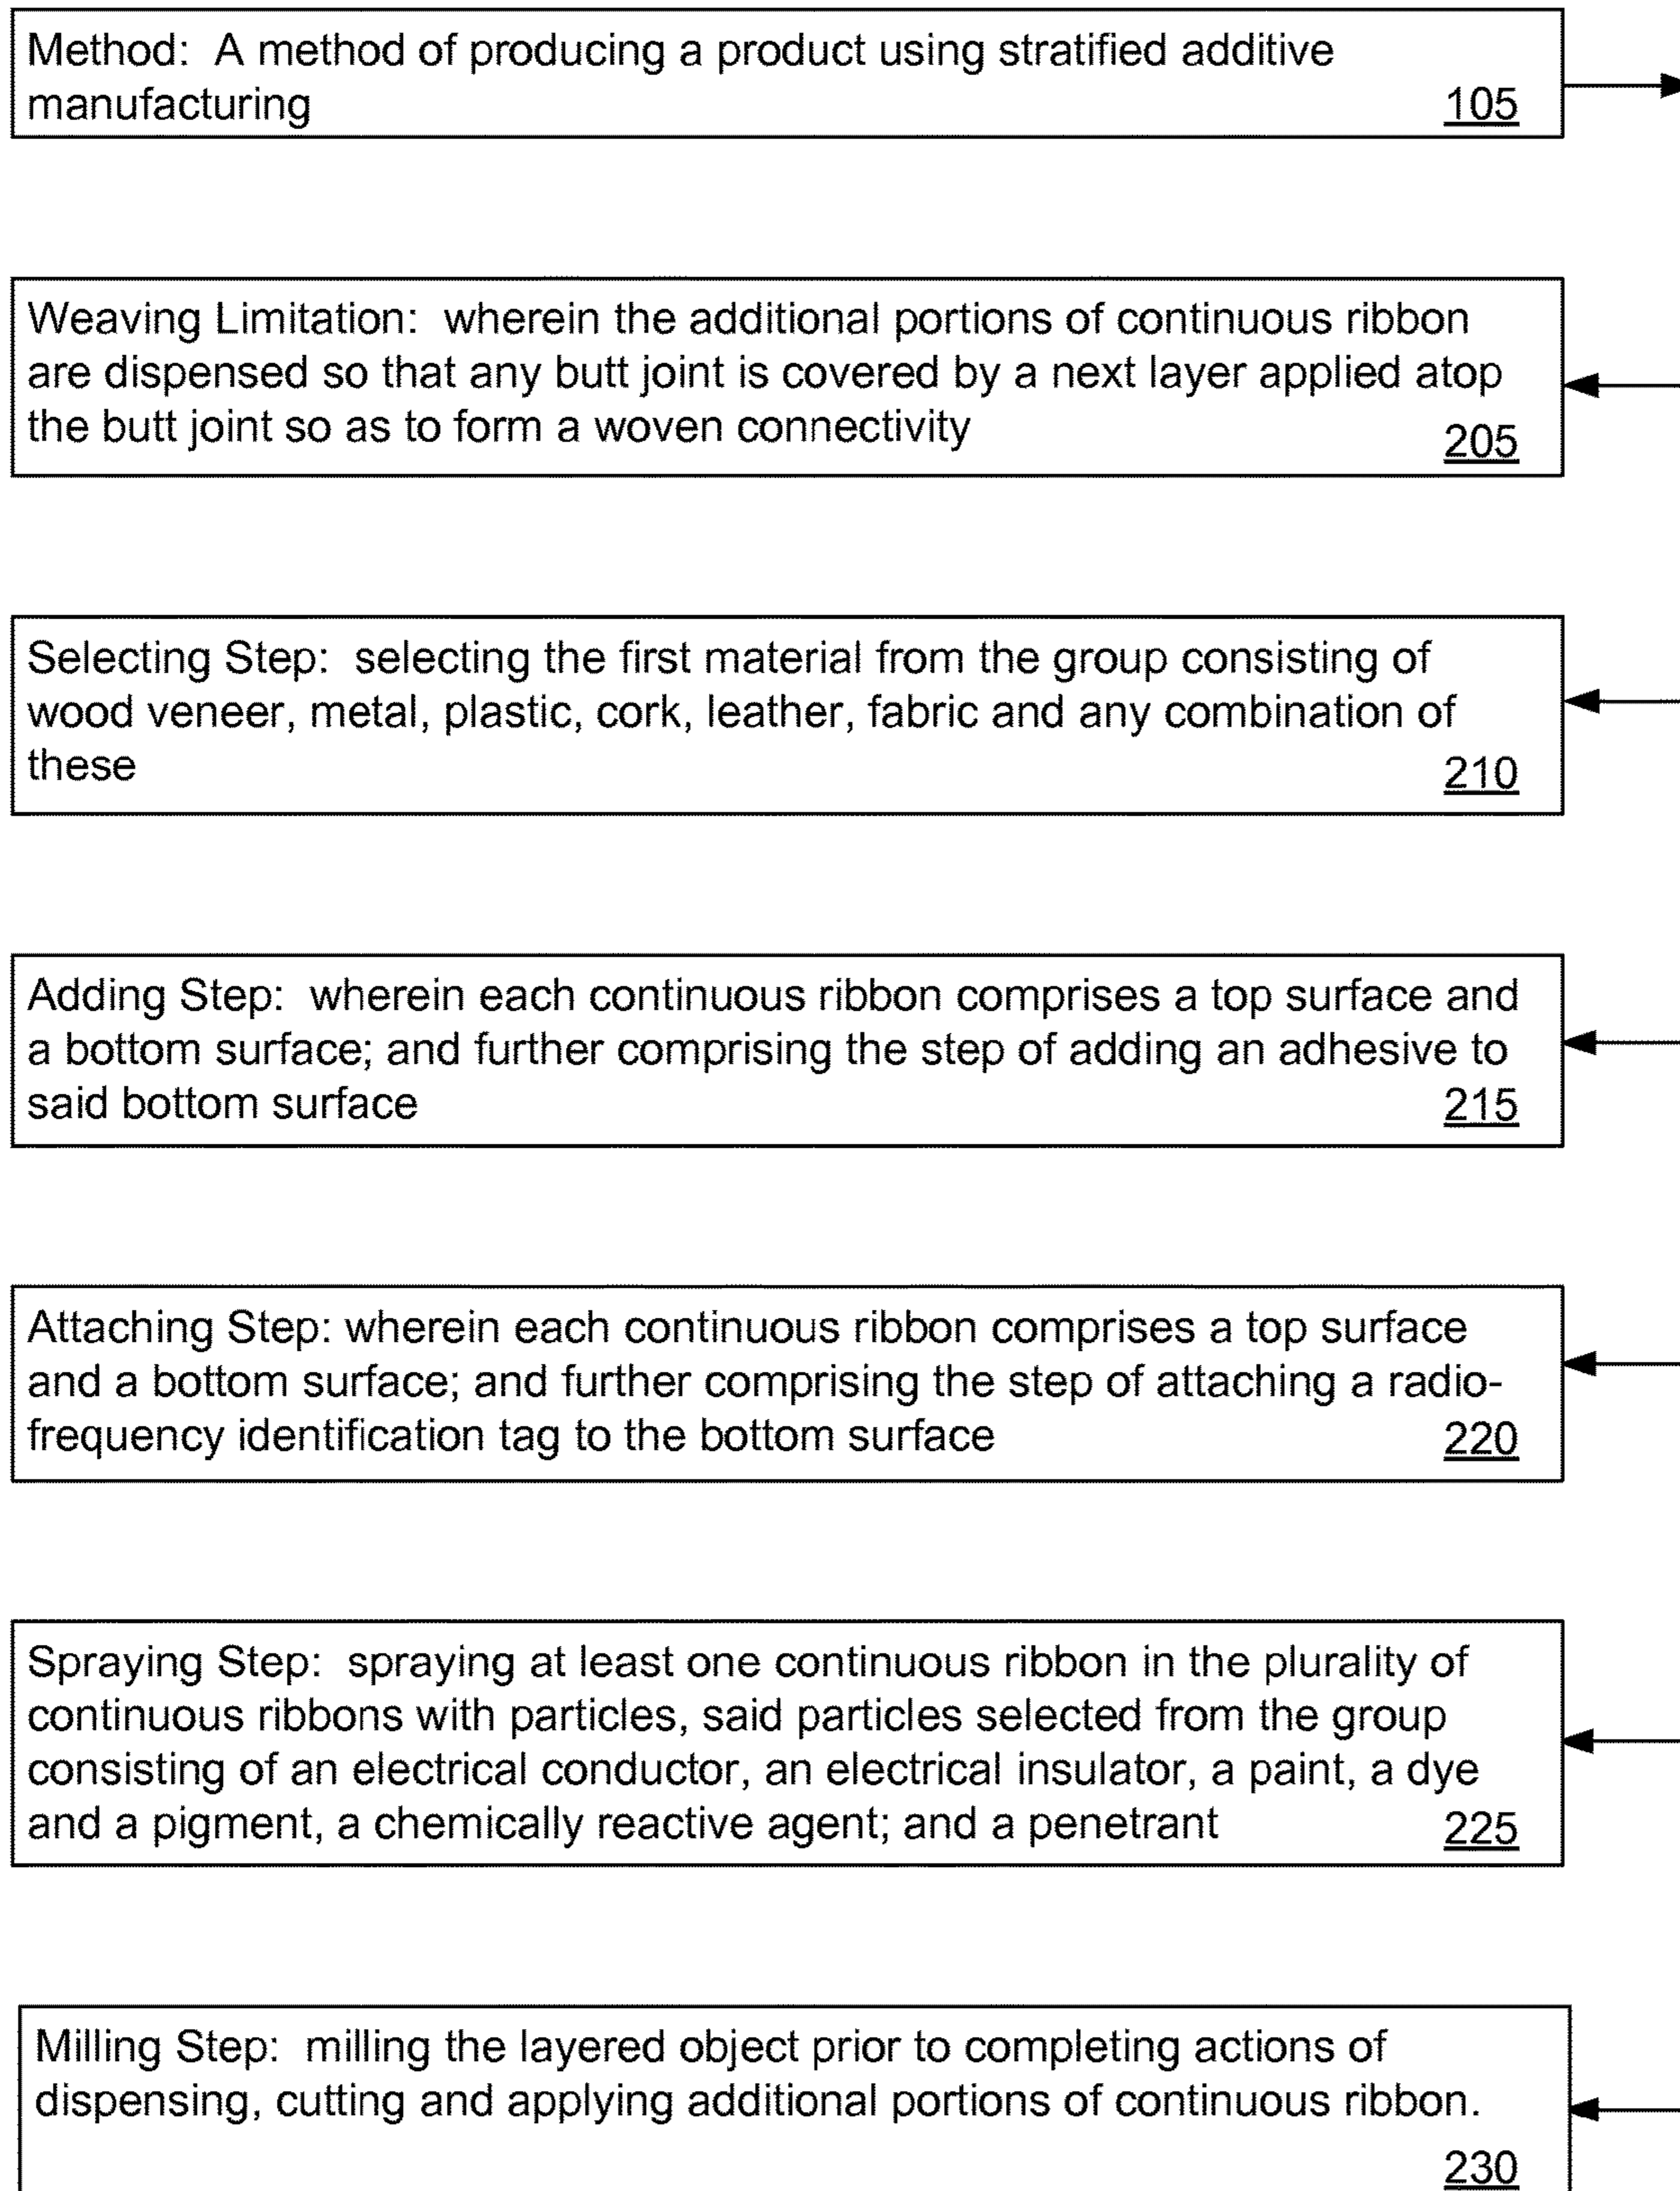 Method: A method of producing a product using stratified additive
manufacturing 105
Weaving Limitation: wherein the additional portions of continuous ribbon
are dispensed so that any butt joint is covered by a next layer applied atop
the butt joint so as to form a woven connectivity 205
Selecting Step: selecting the first material from the group consisting of
wood veneer, metal, plastic, cork, leather, fabric and any combination of
these 210
Adding Step: wherein each continuous ribbon comprises a top surface and
a bottom surface; and further comprising the step of adding an adhesive to
said bottom surface 215
Attaching Step: wherein each continuous ribbon comprises a top surface
and a bottom surface; and further comprising the step of attaching a radio-
frequency identification tag to the bottom surface 220
Spraying Step: spraying at least one continuous ribbon in the plurality of
continuous ribbons with particles, said particles selected from the group
consisting of an electrical conductor, an electrical insulator, a paint, a dye
and a pigment, a chemically reactive agent; and a penetrant 225
Milling Step: milling the layered object prior to completing actions of
dispensing, cutting and applying additional portions of continuous ribbon.
230